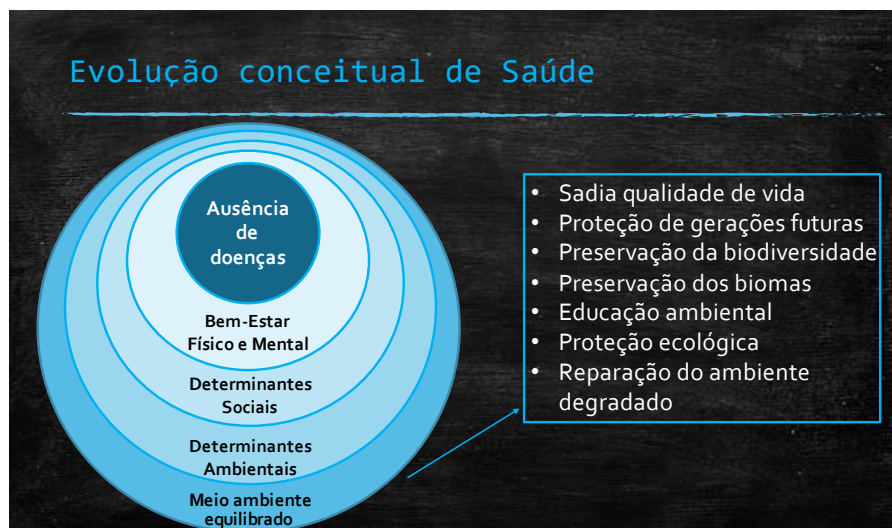 Evolução conceitual de Saúde
Ausência
de
doenças
Bem-Estar
Físico e Mental
Determinantes
Sociais
Determinantes
Ambientais
Meio ambiente
equilibrado
• Sadia qualidade de vida
• Proteção de gerações futuras
• Preservação da biodiversidade
• Preservação dos biomas
• Educação ambiental
• Proteção ecológica
• Reparação do ambiente
degradado